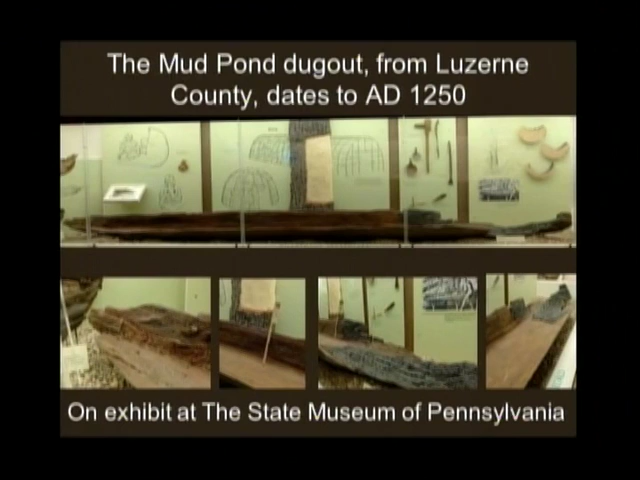 The Mud Pond dugout, from Luzerne
County, dates to AD 1250
On exhibit at The State Museum of Pennsylvania